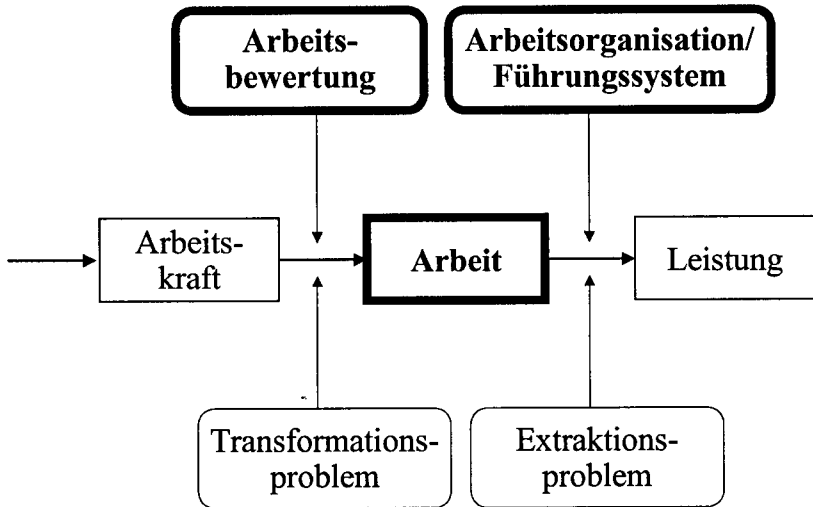 Arbeits-
bewertung
Arbeitsorganisation/
Führungssystem
Arbeits-
kraft
Arbeit
Leistung
Transformations-
problem
Extraktions-
problem